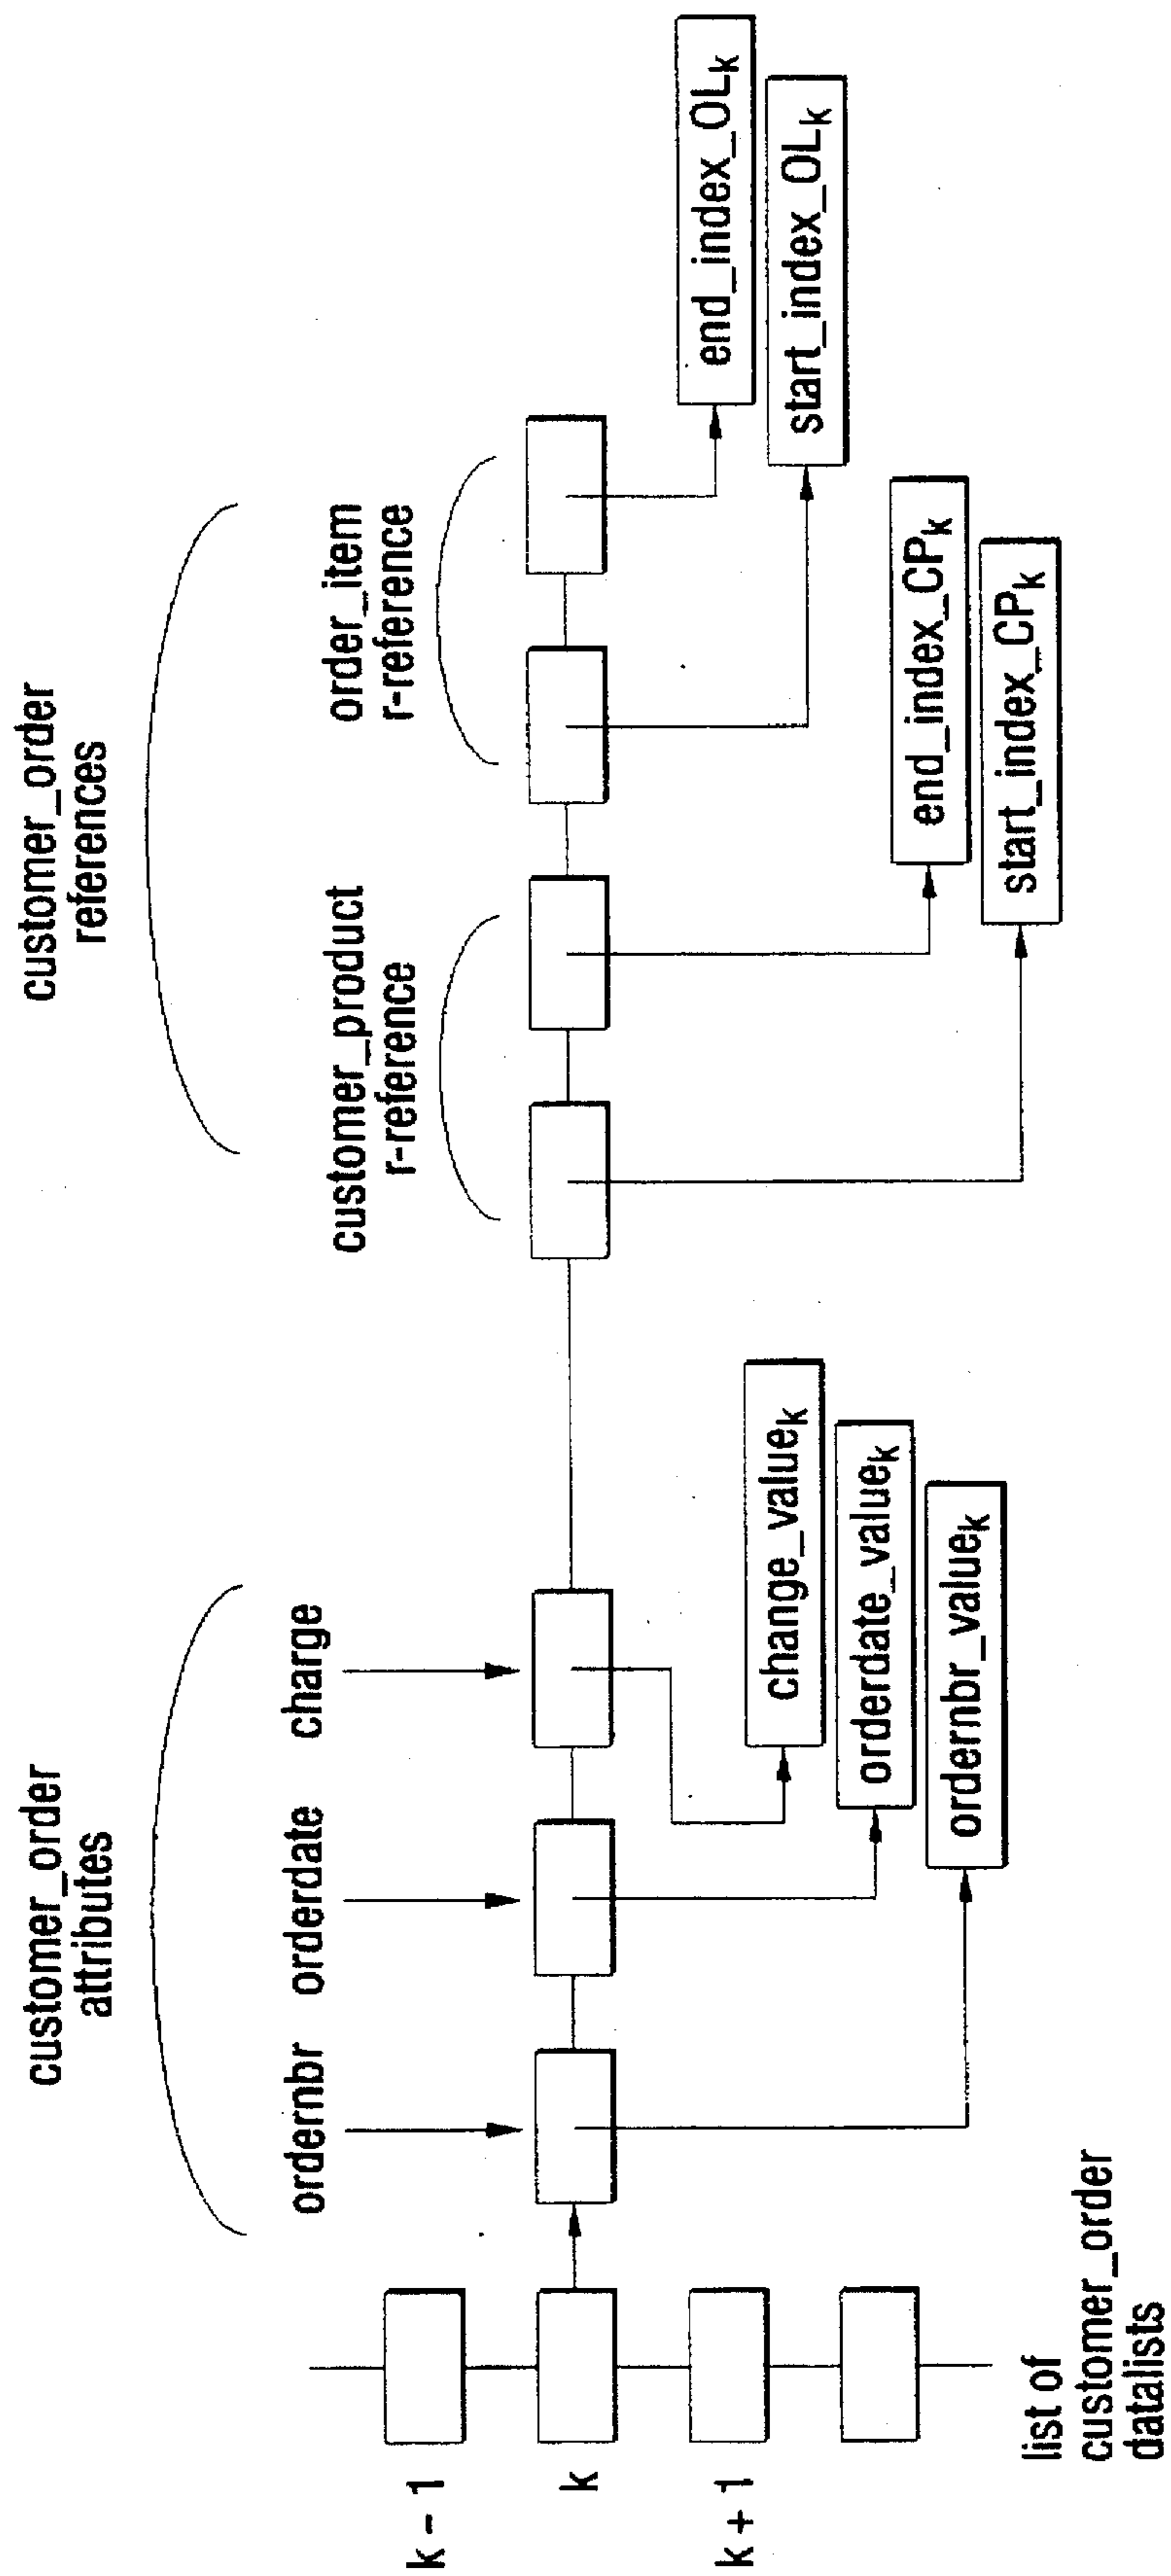 customer_order
attributes
customer_order
references
ordernbr
orderdate
charge
customer_product
r-reference
order_item
r-reference
k - 1
k
k + 1
list of
customer_order
datalists
change_valuek
orderdate_valuek
ordernbr_valuek
end_index_OLk
start_index_OLk
end_index_CPk
start_index_CPk